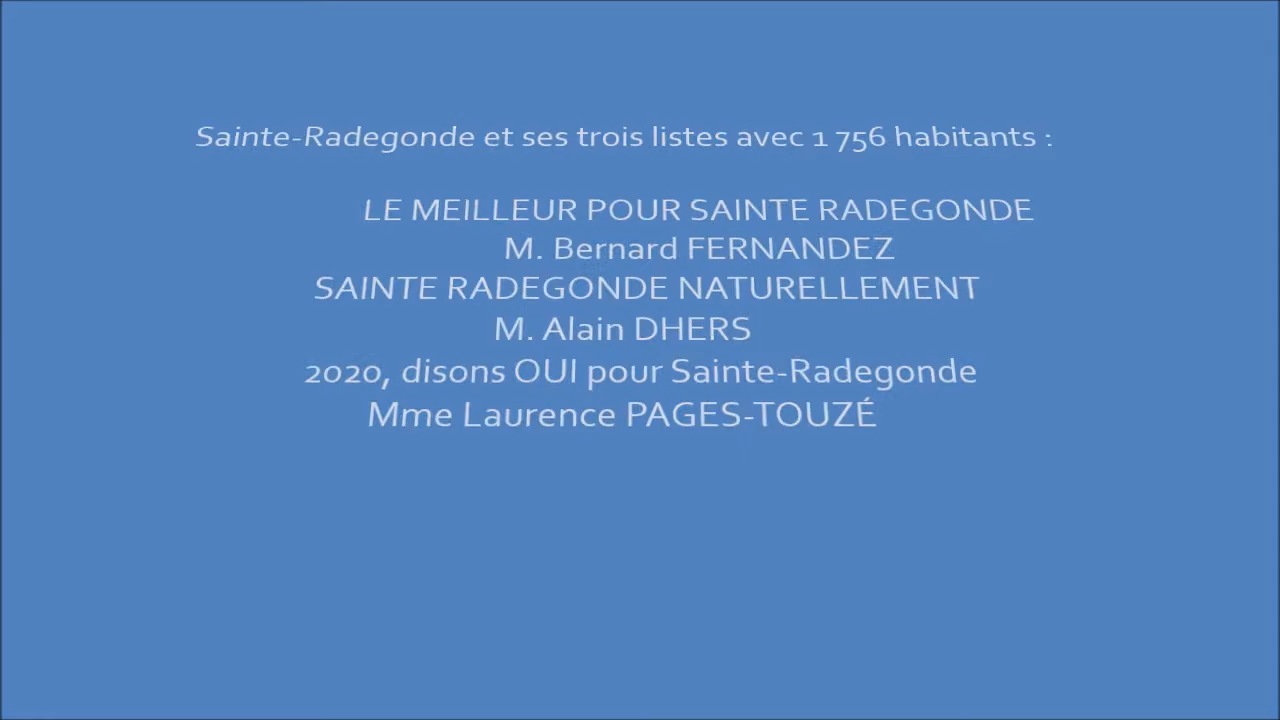 Sainte-Radegonde et ses trois listes avec 1 756 habitants :
LE MEILLEUR POUR SAINTE RADEGONDE
M. Bernard FERNANDEZ
SAINTE RADEGONDE NATURELLEMENT
M. Alain DHERS
2020, disons OUI pour Sainte-Radegonde
Mme Laurence PAGES-TOUZÉ